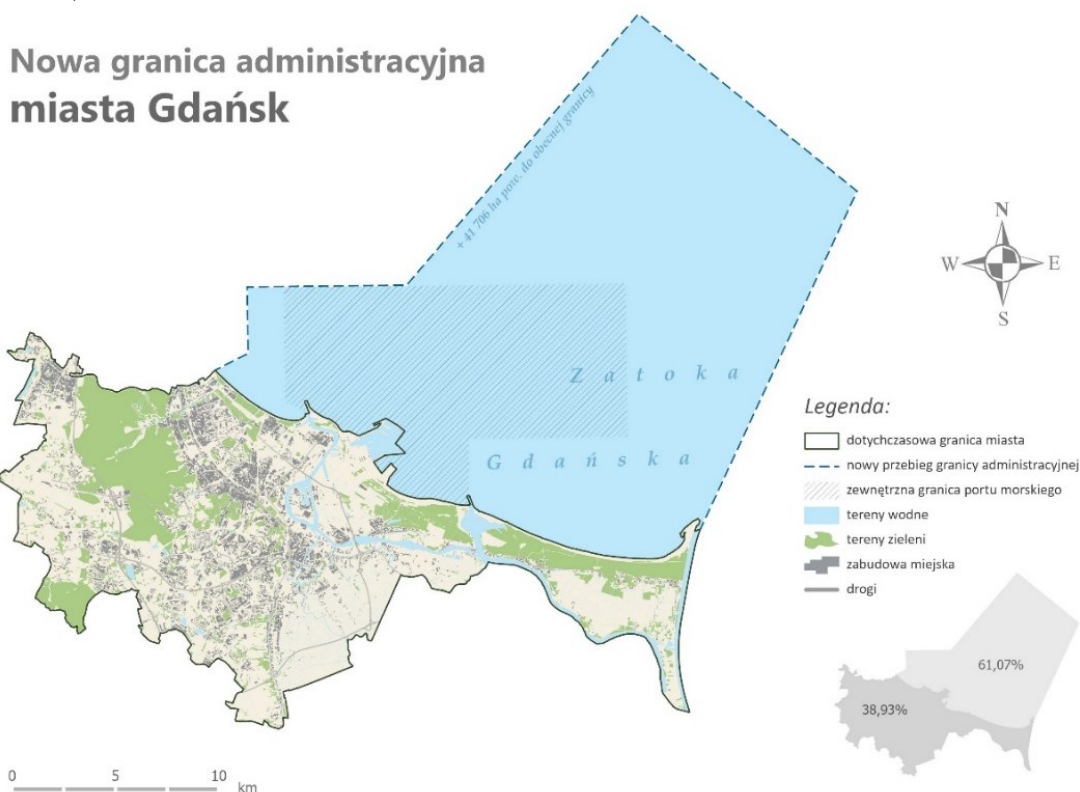 Nowa granica administracyjna
miasta Gdańsk
+ 41 706 ha pow. do obecnej granicy
Zatoka
Gdańska
N
W E
S
Legenda:
dotychczasowa granica miasta
nowy przebieg granicy administracyjnej
zewnętrzna granica portu morskiego
tereny wodne
tereny zieleni
zabudowa miejska
drogi
61,07%
38,93%
0 5 10
km